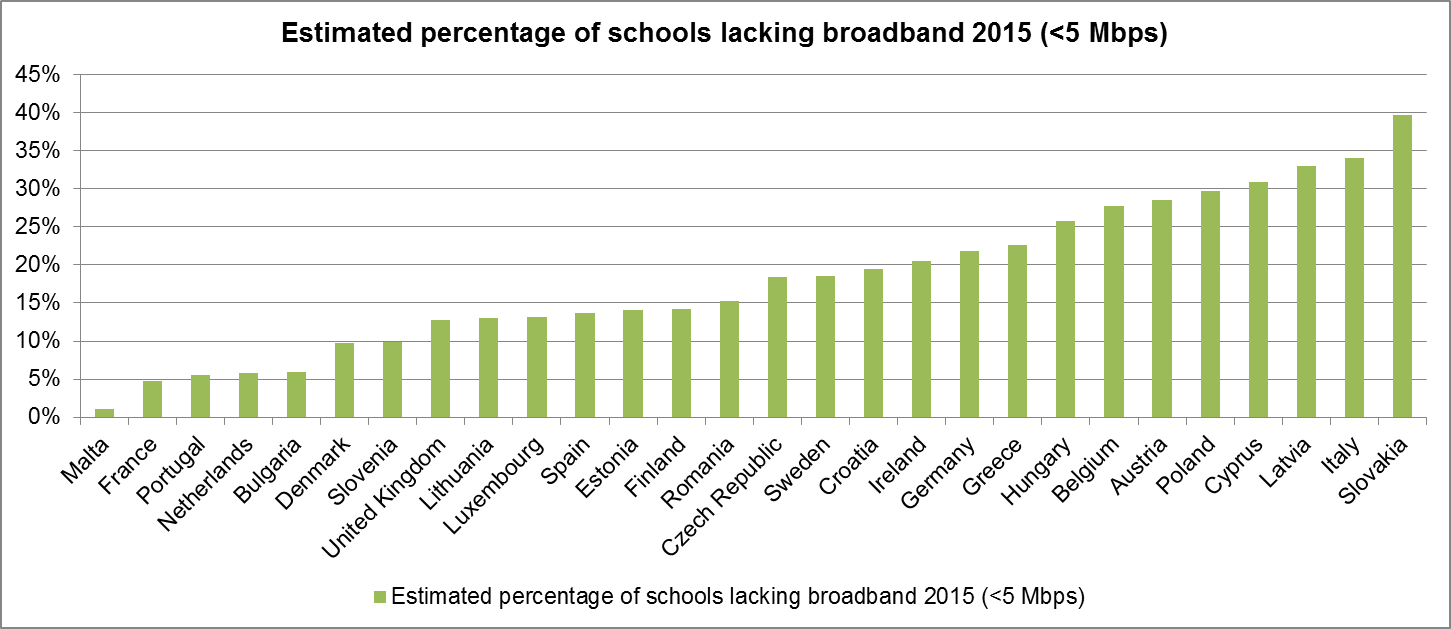 Estimated percentage of schools lacking broadband 2015 (<5 Mbps)
45%
40%
35%
30%
25%
20%
15%
10%
5%
0%
Malta
France
Portugal
Netherlands
Bulgaria
Denmark
Slovenia
United Kingdom
Lithuania
Luxembourg
Spain
Estonia
Finland
Romania
Czech Republic
Sweden
Croatia
Ireland
Germany
Greece
Hungary
Belgium
Austria
Poland
Cyprus
Latvia
Italy
Slovakia
Estimated percentage of schools lacking broadband 2015 (<5 Mbps)